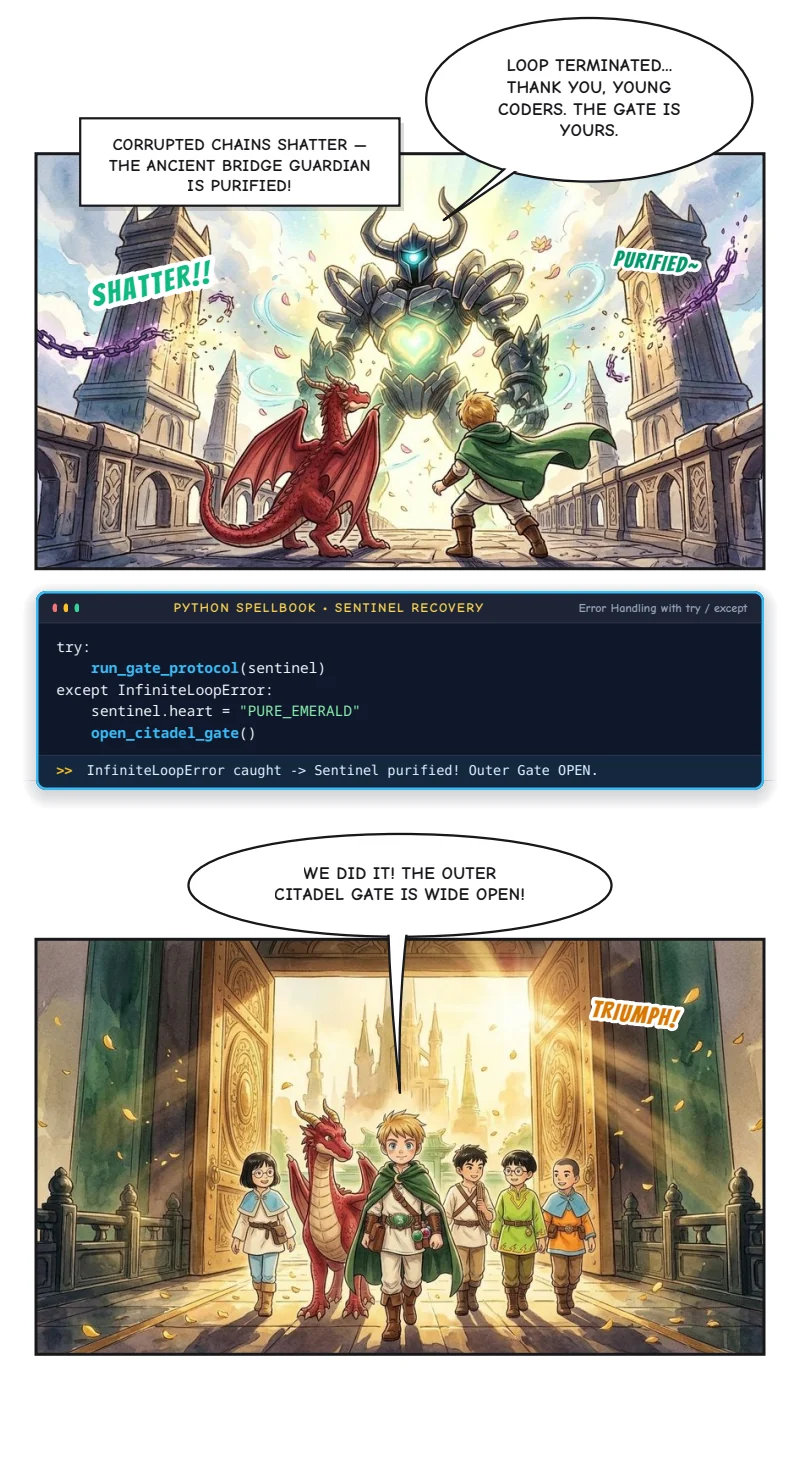 LOOP TERMINATED...
THANK YOU, YOUNG
CODERS. THE GATE IS
YOURS.
CORRUPTED CHAINS SHATTER —
THE ANCIENT BRIDGE GUARDIAN
IS PURIFIED!
SHATTER!!
PURIFIED~
PYTHON SPELLBOOK • SENTINEL RECOVERY
Error Handling with try / except
try:
    run_gate_protocol(sentinel)
except InfiniteLoopError:
    sentinel.heart = "PURE_EMERALD"
    open_citadel_gate()
>> InfiniteLoopError caught -> Sentinel purified! Outer Gate OPEN.
WE DID IT! THE OUTER
CITADEL GATE IS WIDE OPEN!
TRIUMPH!